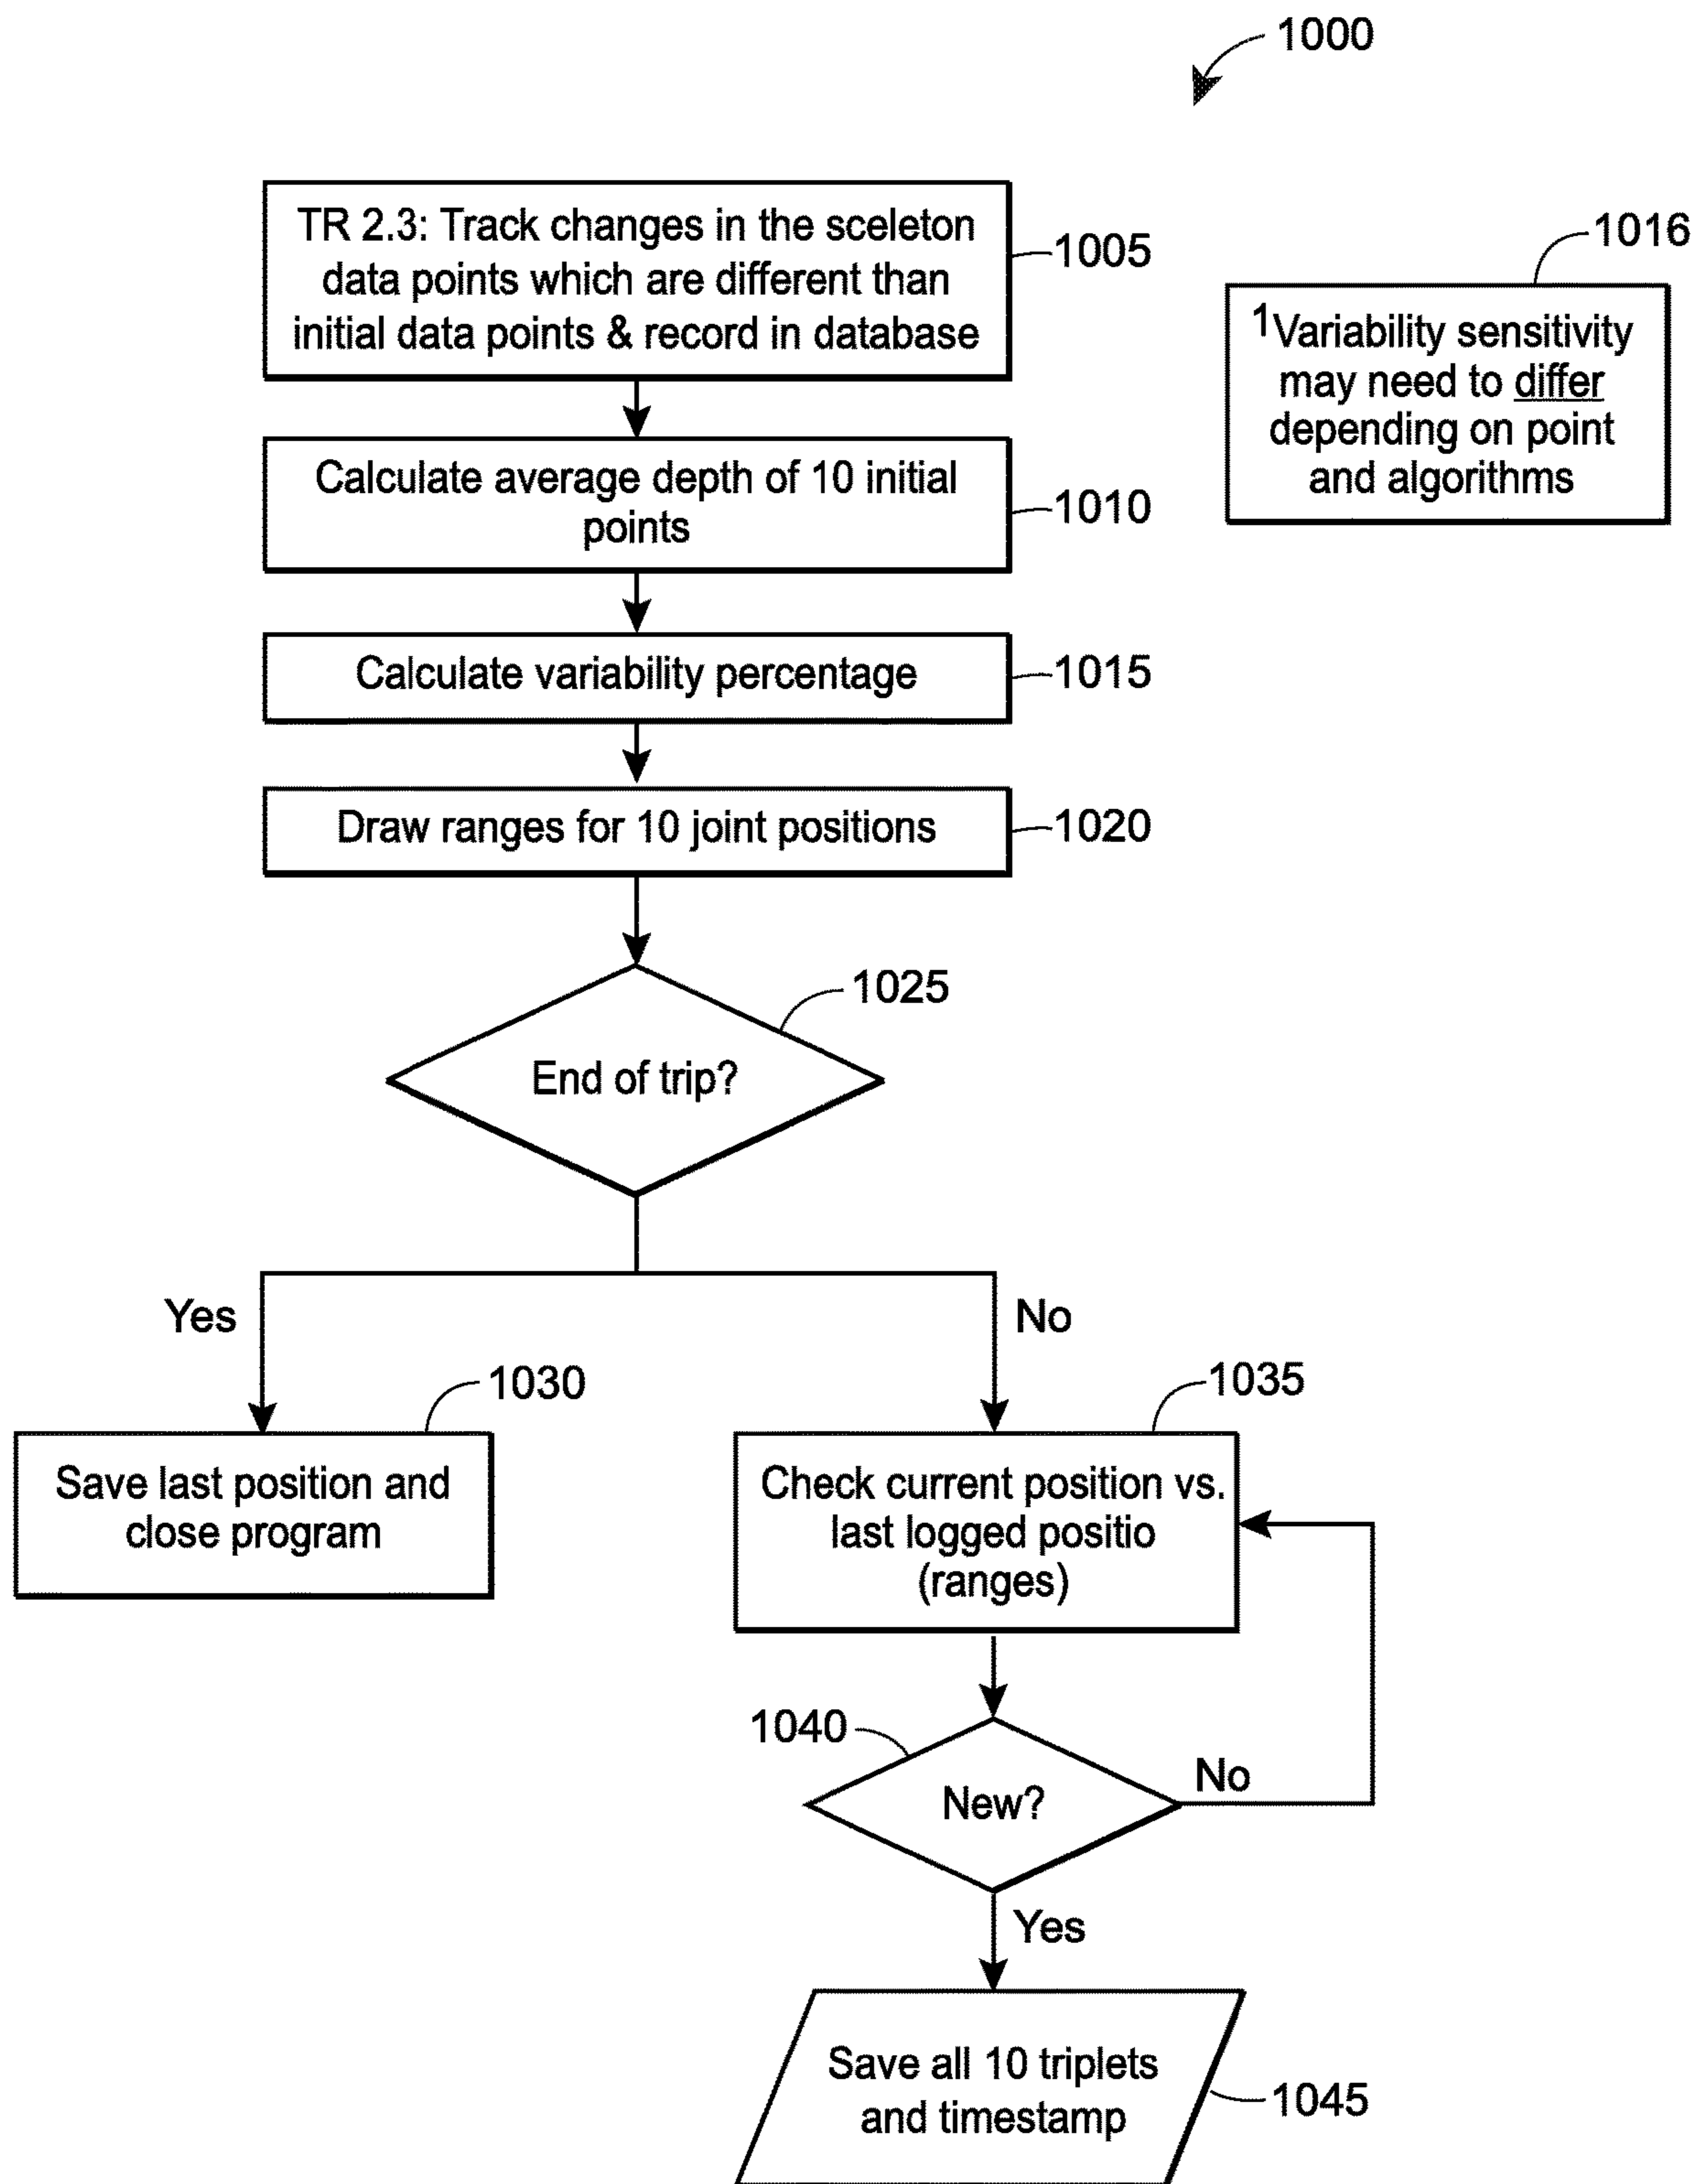 1000
TR 2.3: Track changes in the sceleton
data points which are different than
initial data points & record in database
1005
1016
1Variability sensitivity
may need to differ
depending on point
and algorithms
Calculate average depth of 10 initial
points
1010
Calculate variability percentage
1015
Draw ranges for 10 joint positions
1020
1025
End of trip?
Yes
No
1030
Save last position and
close program
1035
Check current position vs.
last logged positio
(ranges)
1040
New?
No
Yes
Save all 10 triplets
and timestamp
1045